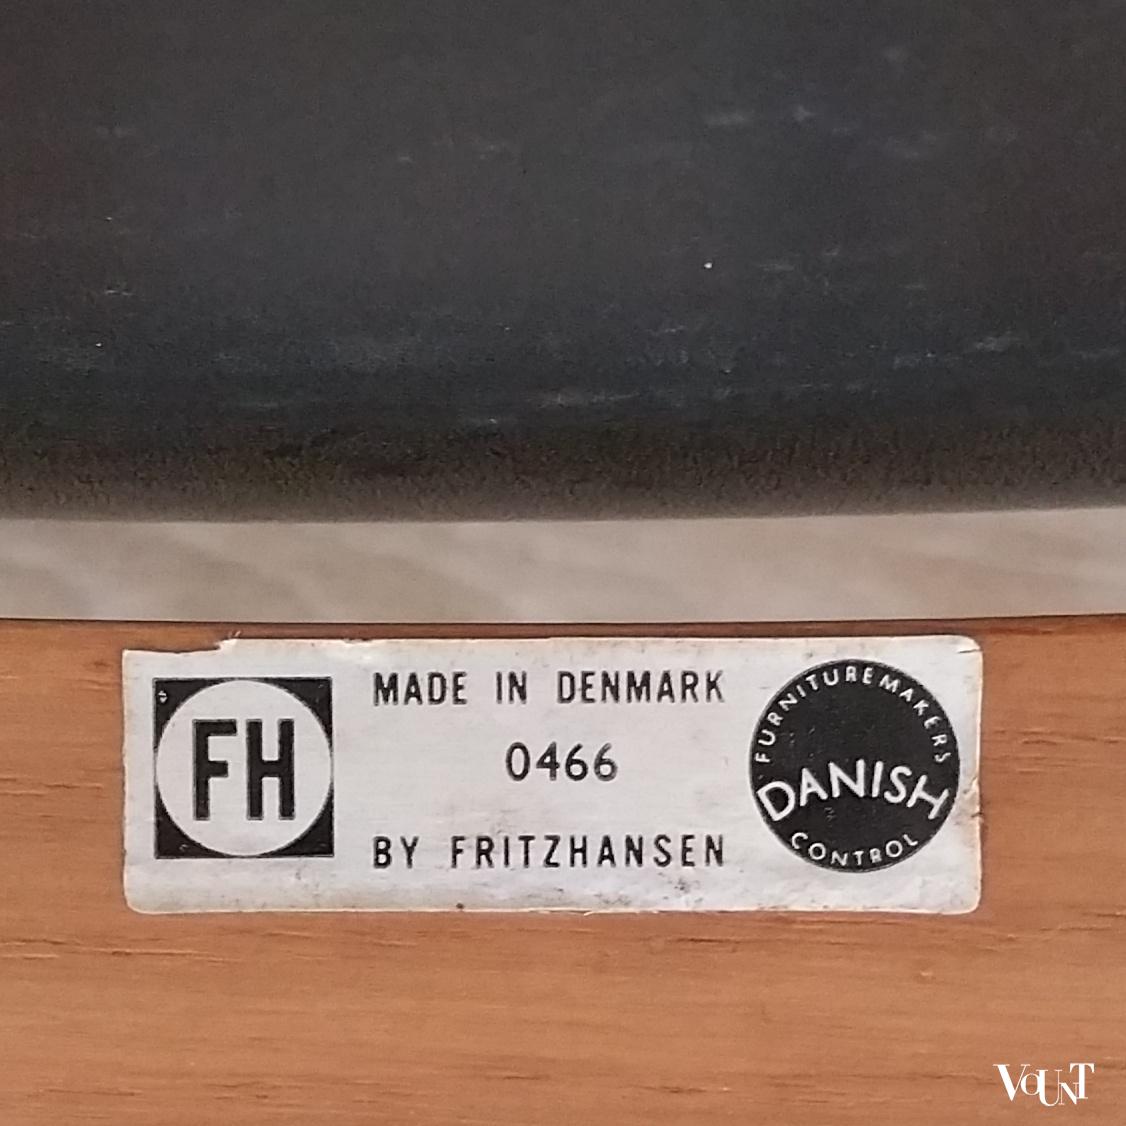 FH
MADE IN DENMARK
0466
BY FRITZHANSEN
FURNITUREMAKERS
DANISH
CONTROL
VOUNT